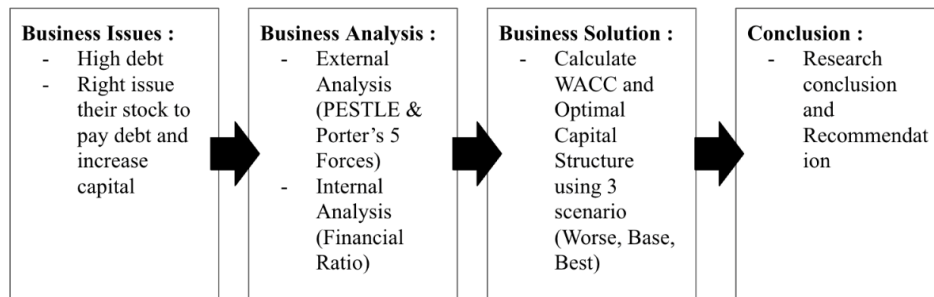 Business Issues :
- High debt
- Right issue
their stock to
pay debt and
increase
capital
Business Analysis :
- External
Analysis
(PESTLE &
Porter's 5
Forces)
- Internal
Analysis
(Financial
Ratio)
Business Solution :
- Calculate
WACC and
Optimal
Capital
Structure
using 3
scenario
(Worse, Base,
Best)
Conclusion :
- Research
conclusion
and
Recommendat
ion